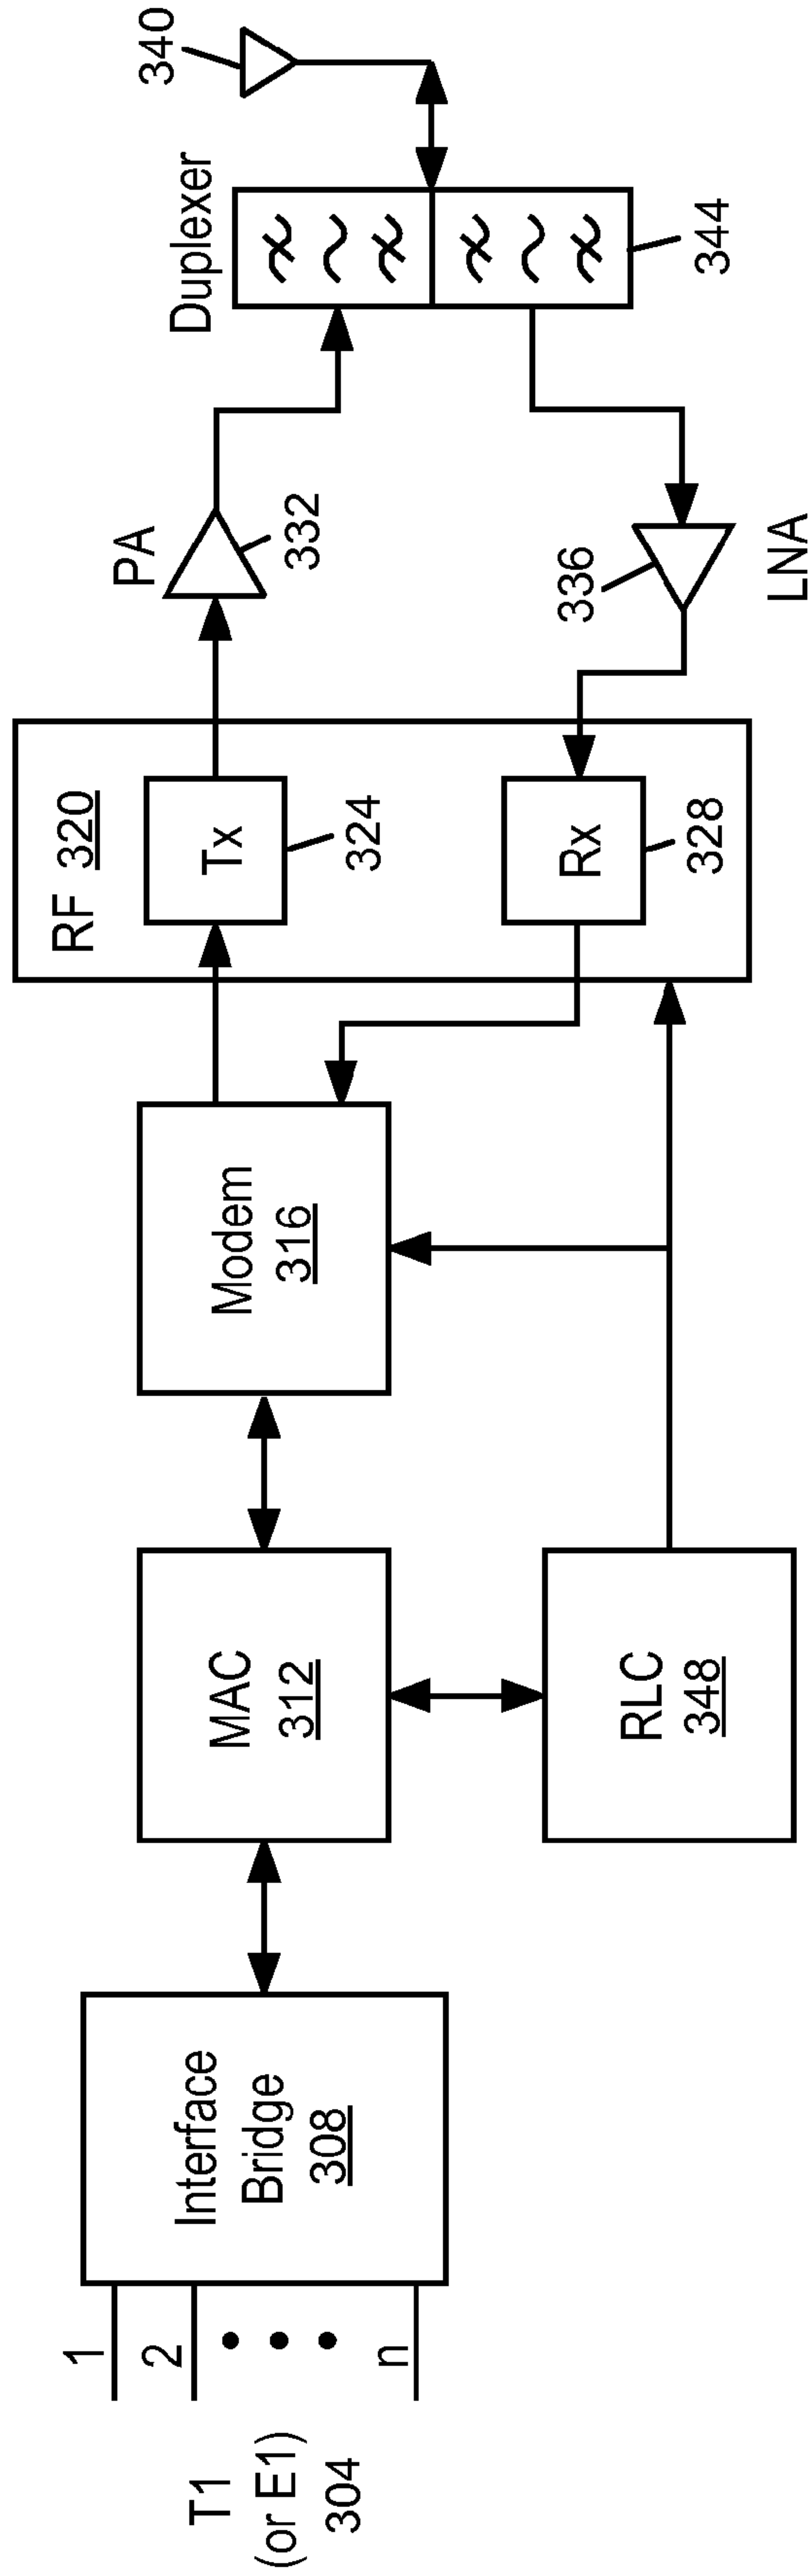 T1
(or E1)
304
1
2
n
Interface
Bridge
308
MAC
312
RLC
348
Modem
316
RF 320
Tx
324
Rx
328
PA
332
336
LNA
Duplexer
344
340